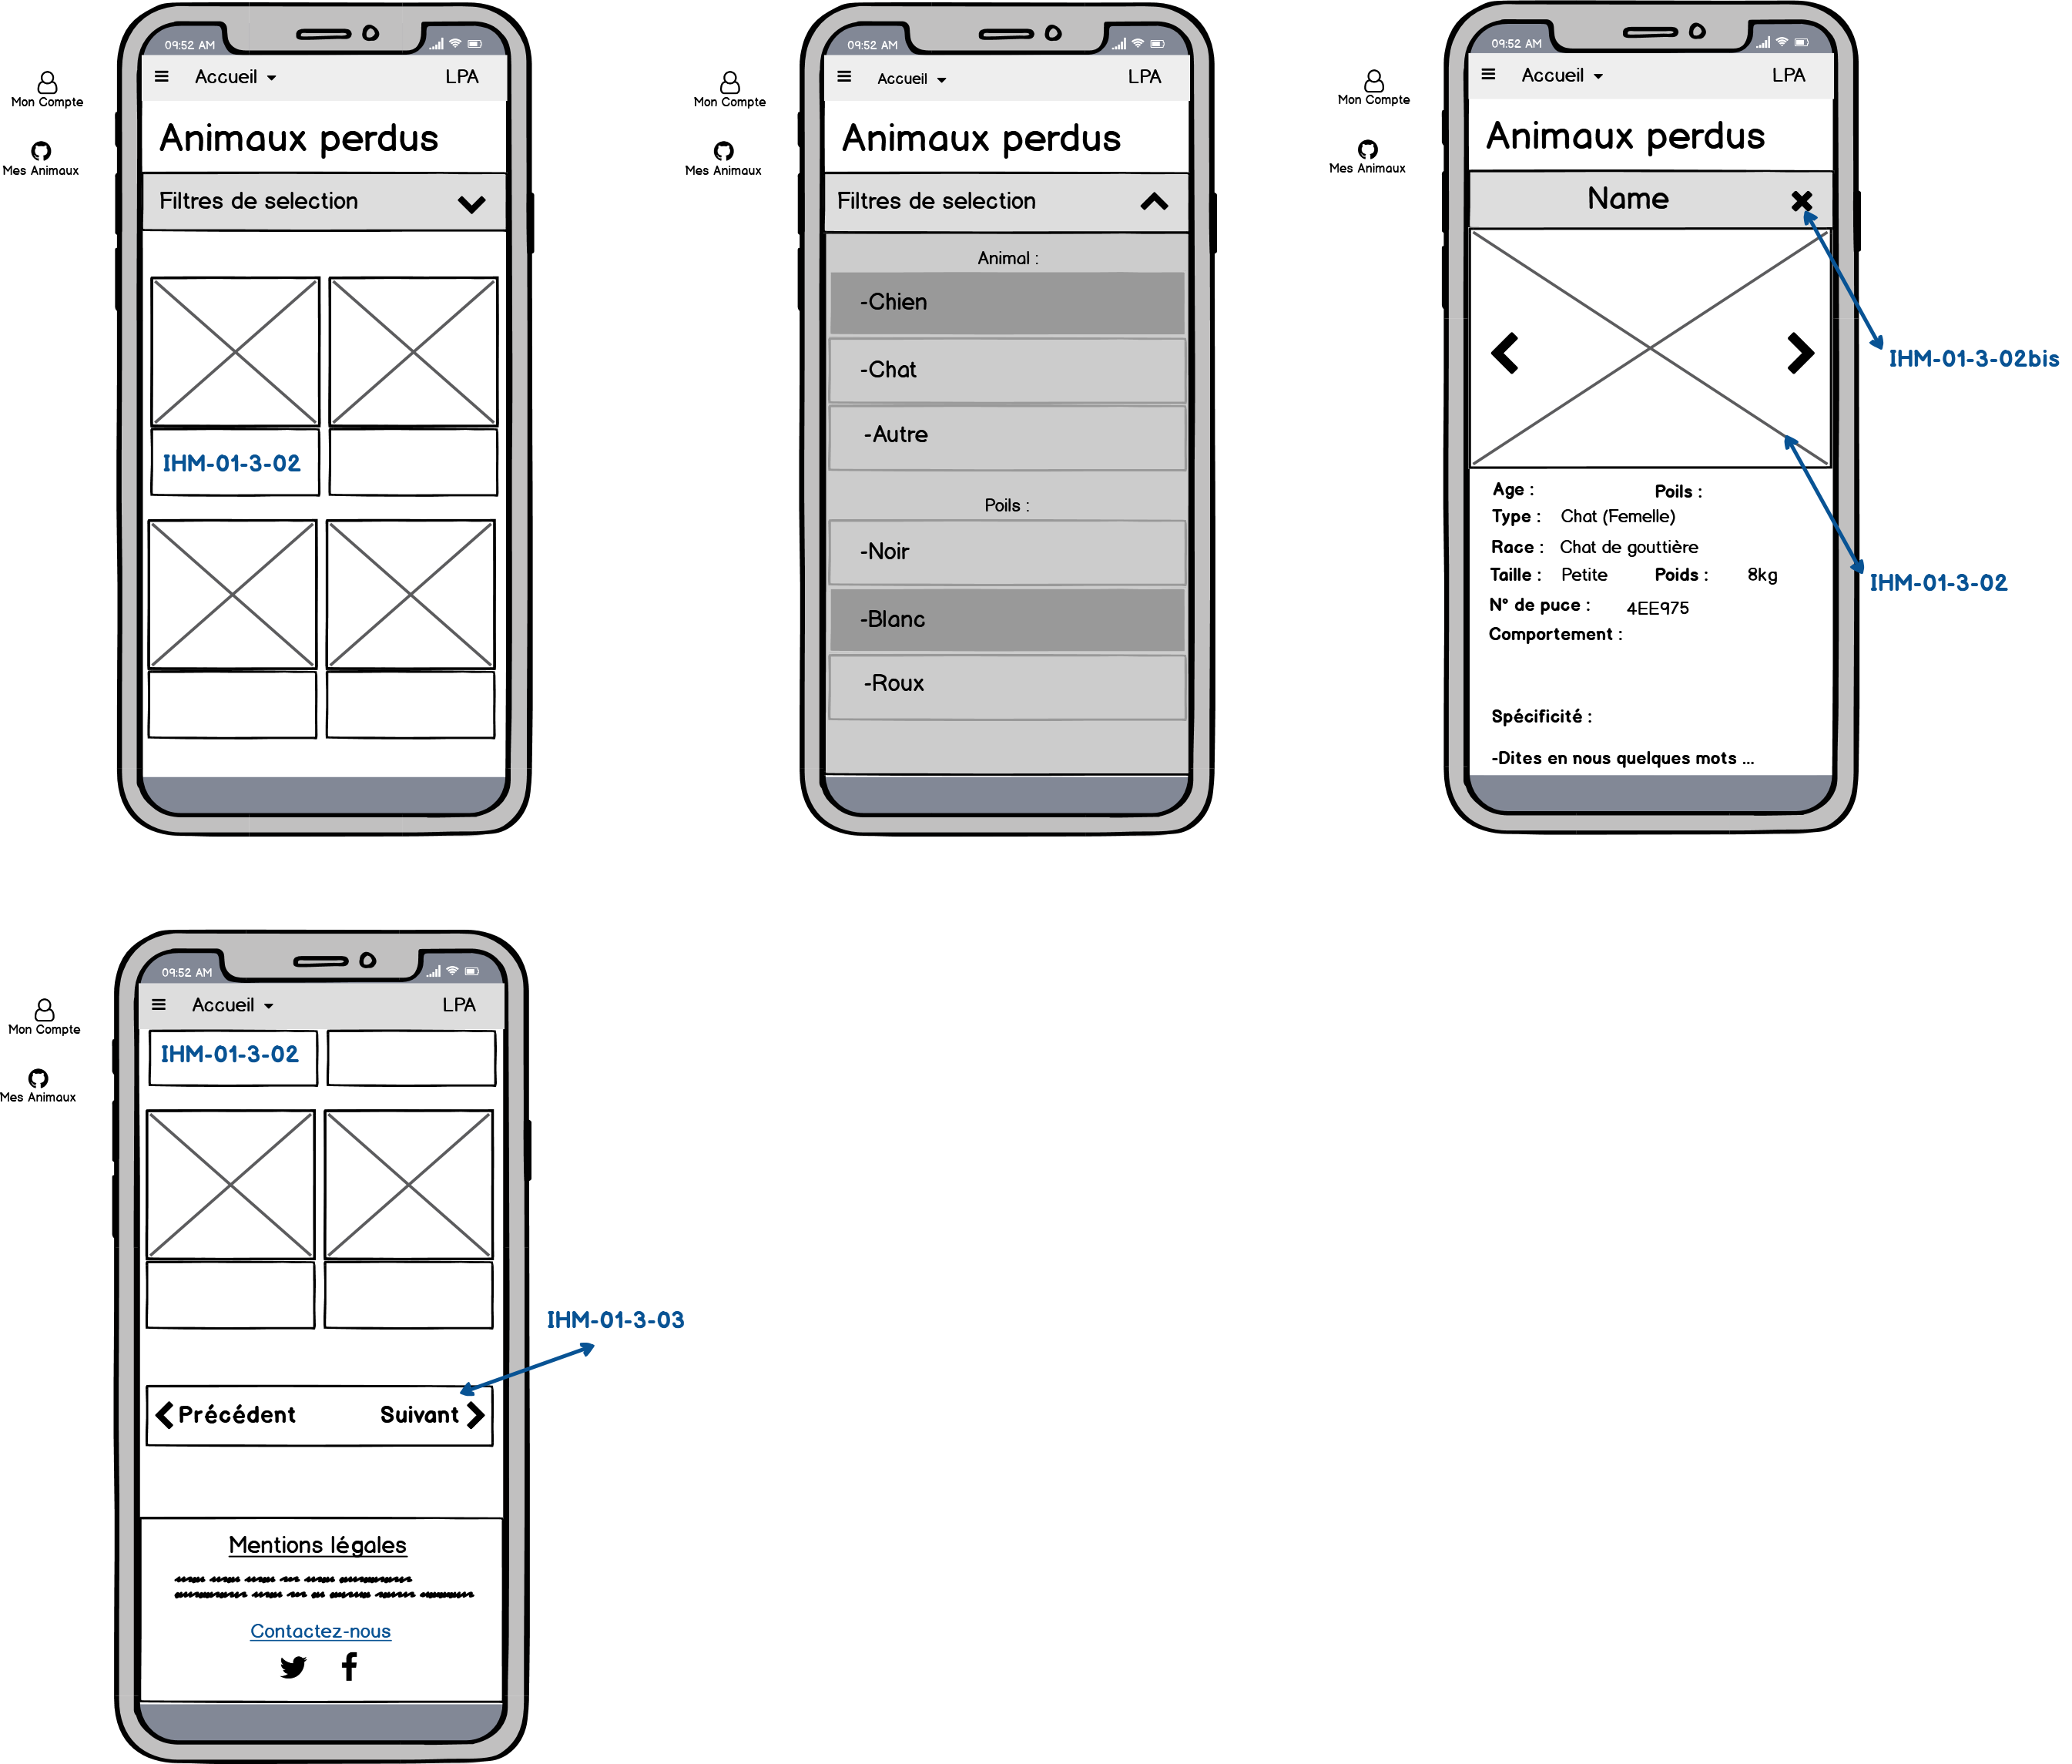 09:52 AM
Accueil
LPA
Mon Compte
Mes Animaux
Animaux perdus
Filtres de selection
IHM-01-3-02
09:52 AM
Accueil
LPA
Mon Compte
Mes Animaux
Animaux perdus
Filtres de selection
Animal :
-Chien
-Chat
-Autre
Poils :
-Noir
-Blanc
-Roux
09:52 AM
Accueil
LPA
Mon Compte
Mes Animaux
Animaux perdus
Name
IHM-01-3-02bis
Age :
Poils :
Type : Chat (Femelle)
Race : Chat de gouttière
Taille : Petite Poids : 8kg
IHM-01-3-02
N° de puce : 4EE975
Comportement :
Spécificité :
-Dites en nous quelques mots ...
09:52 AM
Accueil
LPA
Mon Compte
Mes Animaux
IHM-01-3-02
IHM-01-3-03
Précédent Suivant
Mentions légales
Contactez-nous